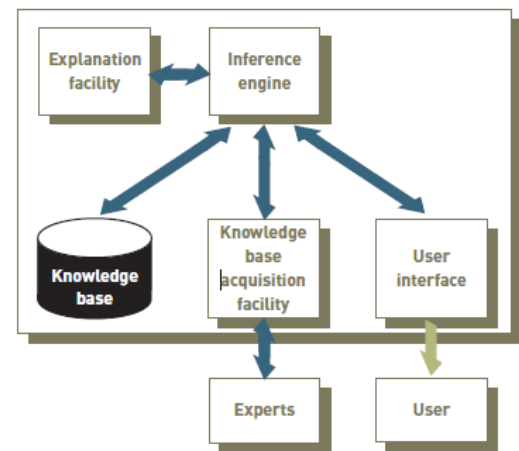 Explanation
facility
Inference
engine
Knowledge
base
Knowledge
base
acquisition
facility
User
interface
Experts
User